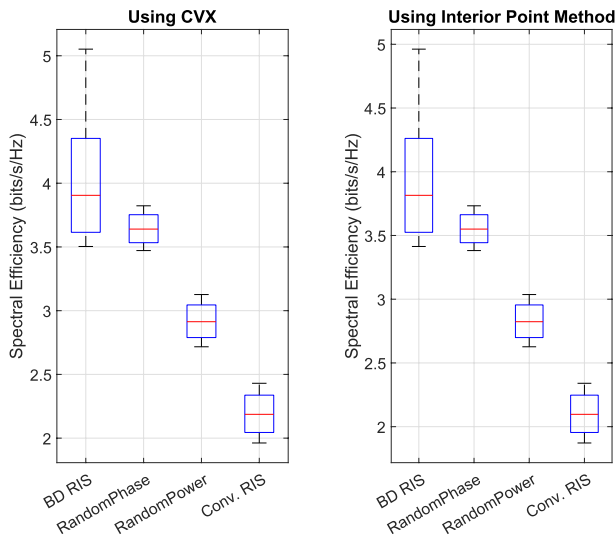 Using CVX
Spectral Efficiency (bits/s/Hz)
5
4.5
4
3.5
3
2.5
2
BD RIS
RandomPhase
RandomPower
Conv. RIS
Using Interior Point Method
Spectral Efficiency (bits/s/Hz)
5
4.5
4
3.5
3
2.5
2
BD RIS
RandomPhase
RandomPower
Conv. RIS